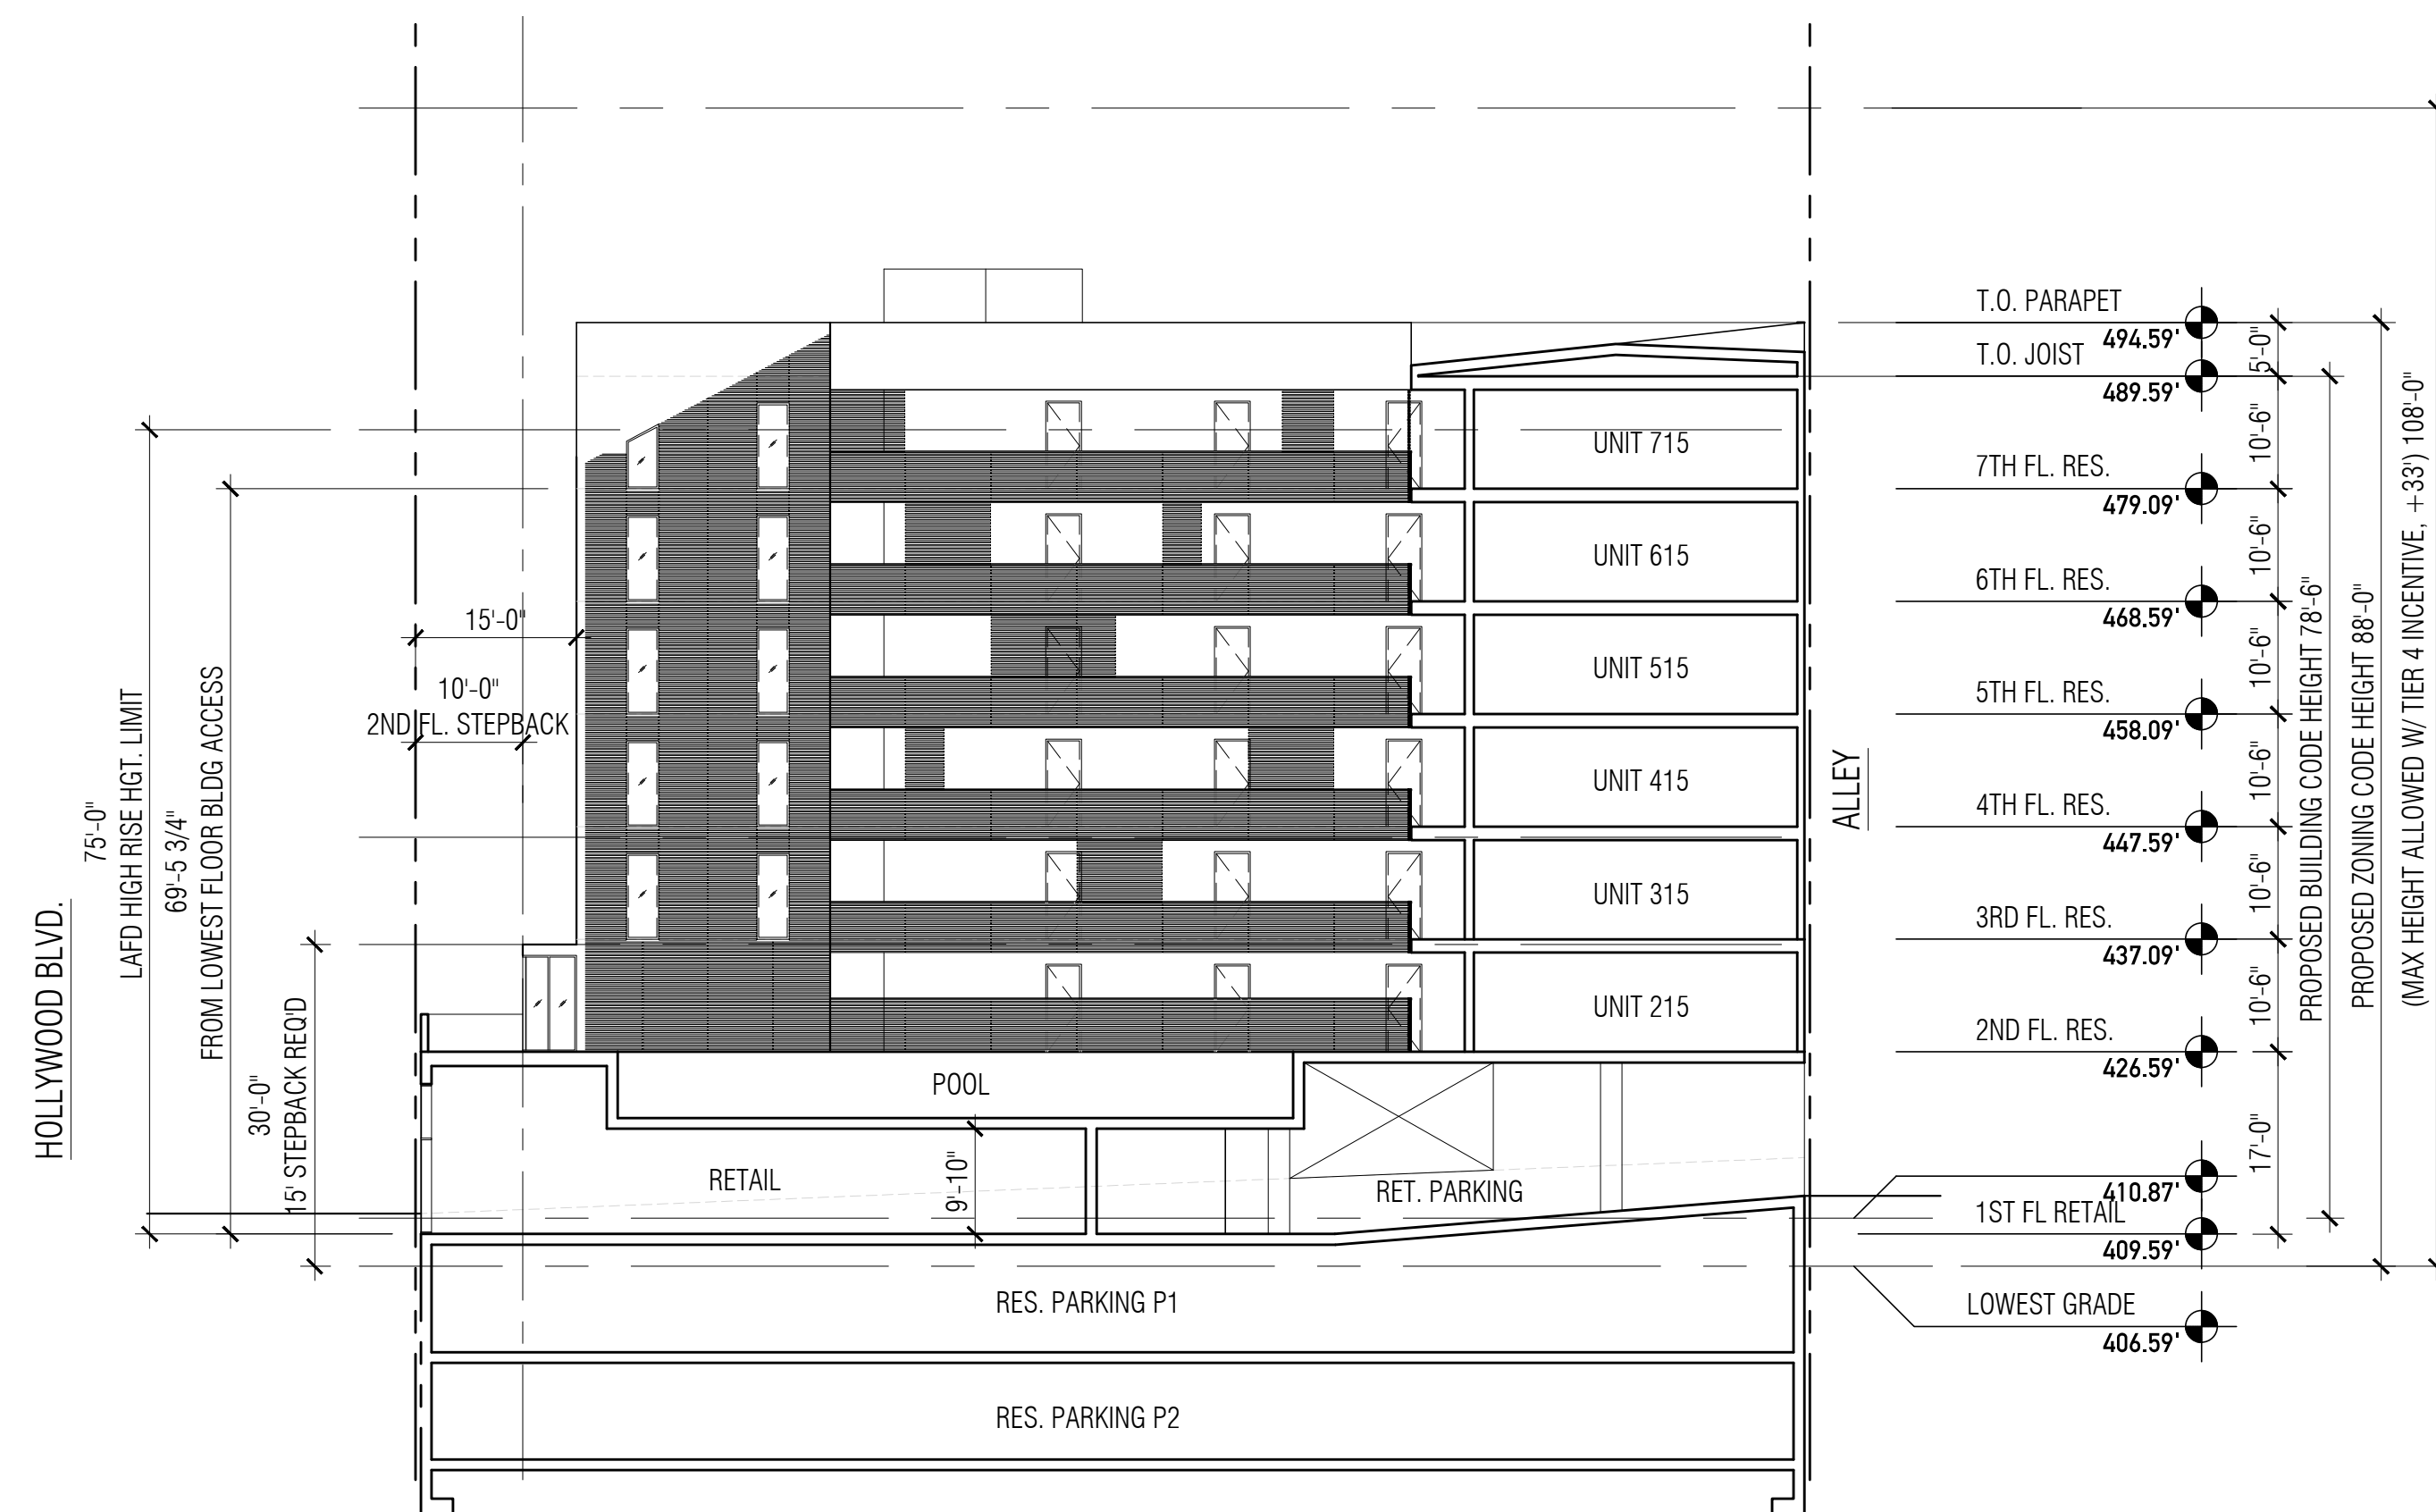 HOLLYWOOD BLVD.
75'-0"
LAFD HIGH RISE HGT. LIMIT
69'-5 3/4"
FROM LOWEST FLOOR BLDG ACCESS
30'-0"
15' STEPBACK REQ'D
15'-0"
10'-0"
2ND FL. STEPBACK
UNIT 715
UNIT 615
UNIT 515
UNIT 415
UNIT 315
UNIT 215
POOL
RETAIL
9'-10"
RET. PARKING
RES. PARKING P1
RES. PARKING P2
ALLEY
T.O. PARAPET
494.59'
T.O. JOIST
489.59'
7TH FL. RES.
479.09'
6TH FL. RES.
468.59'
5TH FL. RES.
458.09'
4TH FL. RES.
447.59'
3RD FL. RES.
437.09'
2ND FL. RES.
426.59'
410.87'
1ST FL RETAIL
409.59'
LOWEST GRADE
406.59'
5'-0"
10'-6"
10'-6"
10'-6"
10'-6"
10'-6"
10'-6"
17'-0"
PROPOSED BUILDING CODE HEIGHT 78'-6"
PROPOSED ZONING CODE HEIGHT 88'-0"
(MAX HEIGHT ALLOWED W/ TIER 4 INCENTIVE, +33') 108'-0"